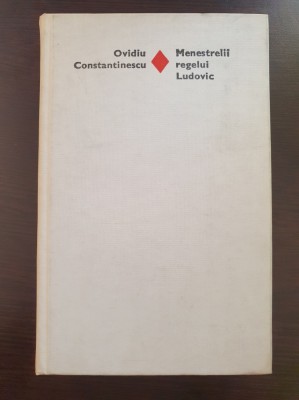 Ovidiu
Constantinescu
Menestrelii
regelui
Ludovic